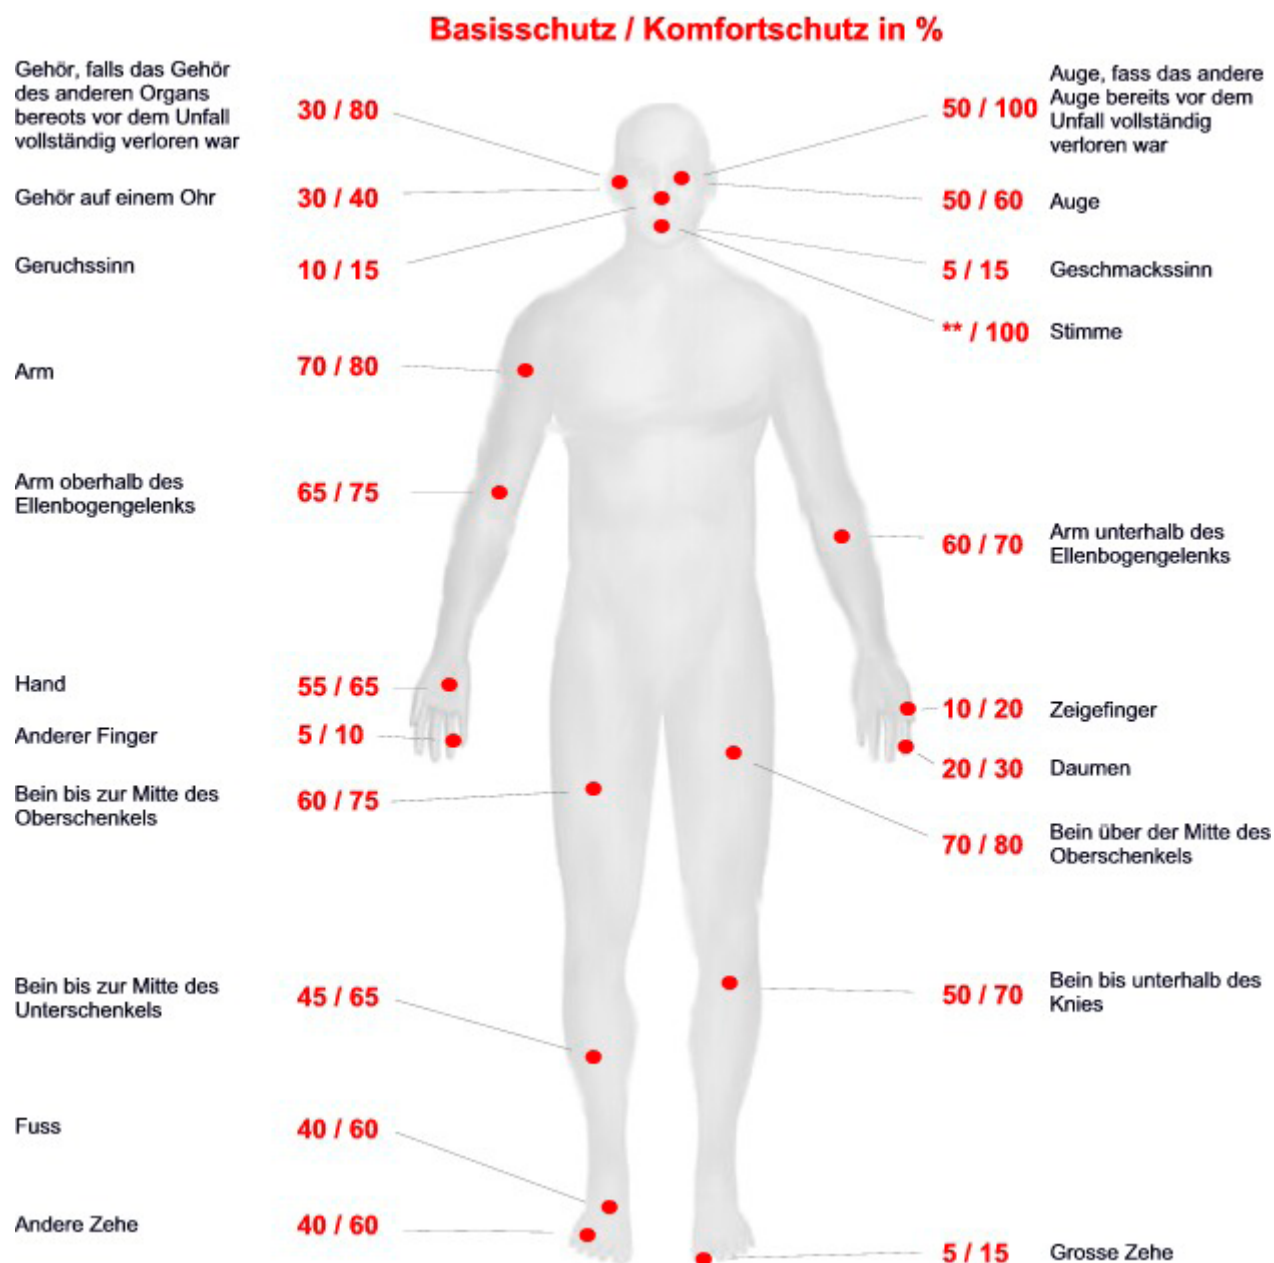 Basisschutz / Komfortschutz in %
Gehör, falls das Gehör
des anderen Organs
bereots vor dem Unfall
vollständig verloren war
30 / 80
Gehör auf einem Ohr
30 / 40
Geruchssinn
10 / 15
Arm
70 / 80
Arm oberhalb des
Ellenbogengelenks
65 / 75
Hand
55 / 65
Anderer Finger
5 / 10
Bein bis zur Mitte des
Oberschenkels
60 / 75
Bein bis zur Mitte des
Unterschenkels
45 / 65
Fuss
40 / 60
Andere Zehe
40 / 60
50 / 100
Auge, fass das andere
Auge bereits vor dem
Unfall vollständig
verloren war
50 / 60
Auge
5 / 15
Geschmackssinn
** / 100
Stimme
60 / 70
Arm unterhalb des
Ellenbogengelenks
10 / 20
Zeigefinger
20 / 30
Daumen
70 / 80
Bein über der Mitte des
Oberschenkels
50 / 70
Bein bis unterhalb des
Knies
5 / 15
Grosse Zehe